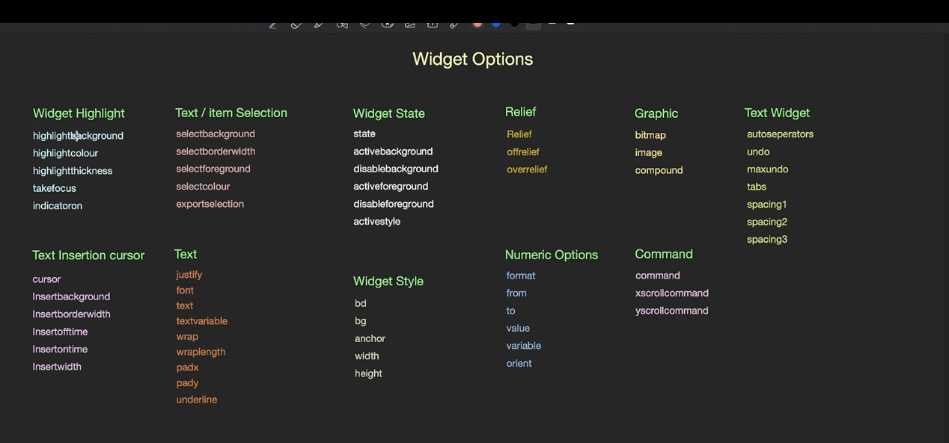 Widget Options
Widget Highlight
highlightbackground
highlightcolour
highlightthickness
takefocus
indicatoron
Text / item Selection
selectbackground
selectborderwidth
selectforeground
selectcolour
exportselection
Widget State
state
activebackground
disablebackground
activeforeground
disableforeground
activestyle
Relief
Relief
offrelief
overrelief
Graphic
bitmap
image
compound
Text Widget
autoseperators
undo
maxundo
tabs
spacing1
spacing2
spacing3
Text Insertion cursor
cursor
Insertbackground
Insertborderwidth
Insertofftime
Insertontime
Insertwidth
Text
justify
font
text
textvariable
wrap
wraplength
padx
pady
underline
Widget Style
bd
bg
anchor
width
height
Numeric Options
format
from
to
value
variable
orient
Command
command
xscrollcommand
yscrollcommand